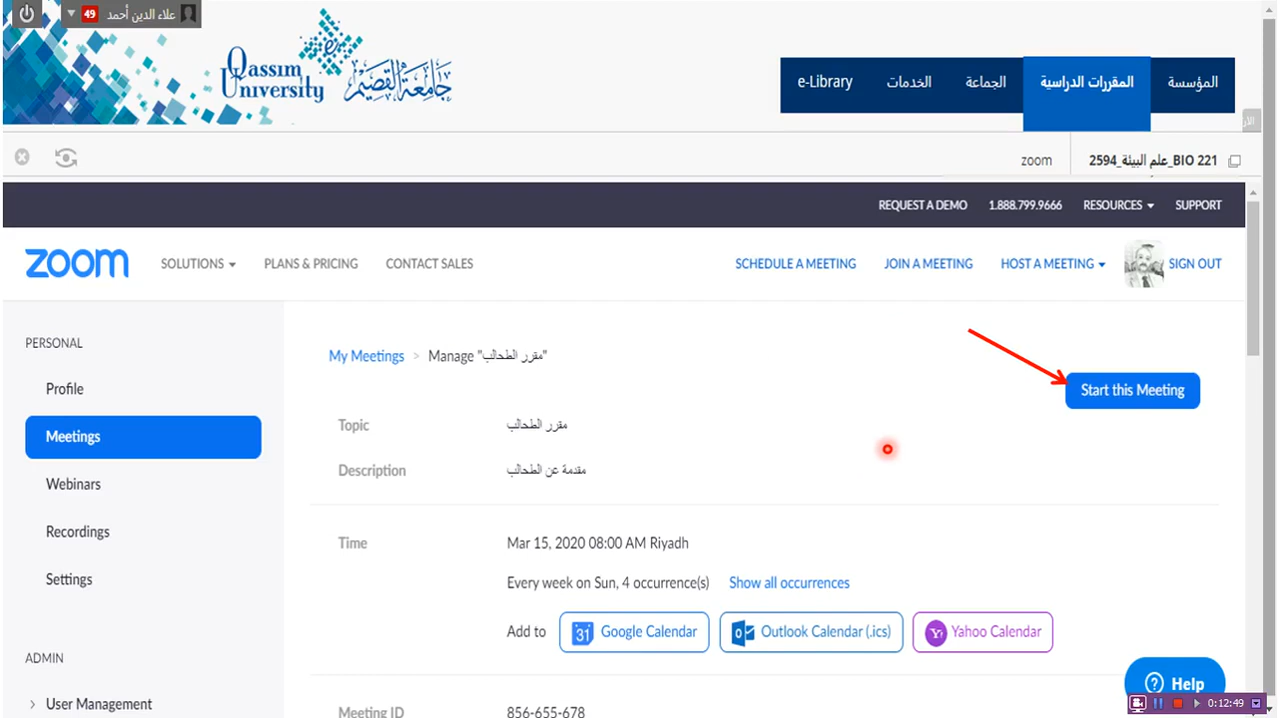 علاء الدين أحمد 49
Qassim University
جامعة القصيم
المؤسسة
المقررات الدراسية
الجماعة
الخدمات
e-Library
BIO 221_علم البيئة_2594
zoom
REQUEST A DEMO 1.888.799.9666 RESOURCES SUPPORT
zoom SOLUTIONS PLANS & PRICING CONTACT SALES SCHEDULE A MEETING JOIN A MEETING HOST A MEETING SIGN OUT
PERSONAL
Profile
Meetings
Webinars
Recordings
Settings
ADMIN
User Management
My Meetings > Manage "مقرر الطحالب"
Start this Meeting
Topic مقرر الطحالب
Description مقدمة عن الطحالب
Time Mar 15, 2020 08:00 AM Riyadh
Every week on Sun, 4 occurrence(s) Show all occurrences
Add to 31 Google Calendar Outlook Calendar (.ics) Yahoo Calendar
Meeting ID 856-655-678
Help
0:12:49